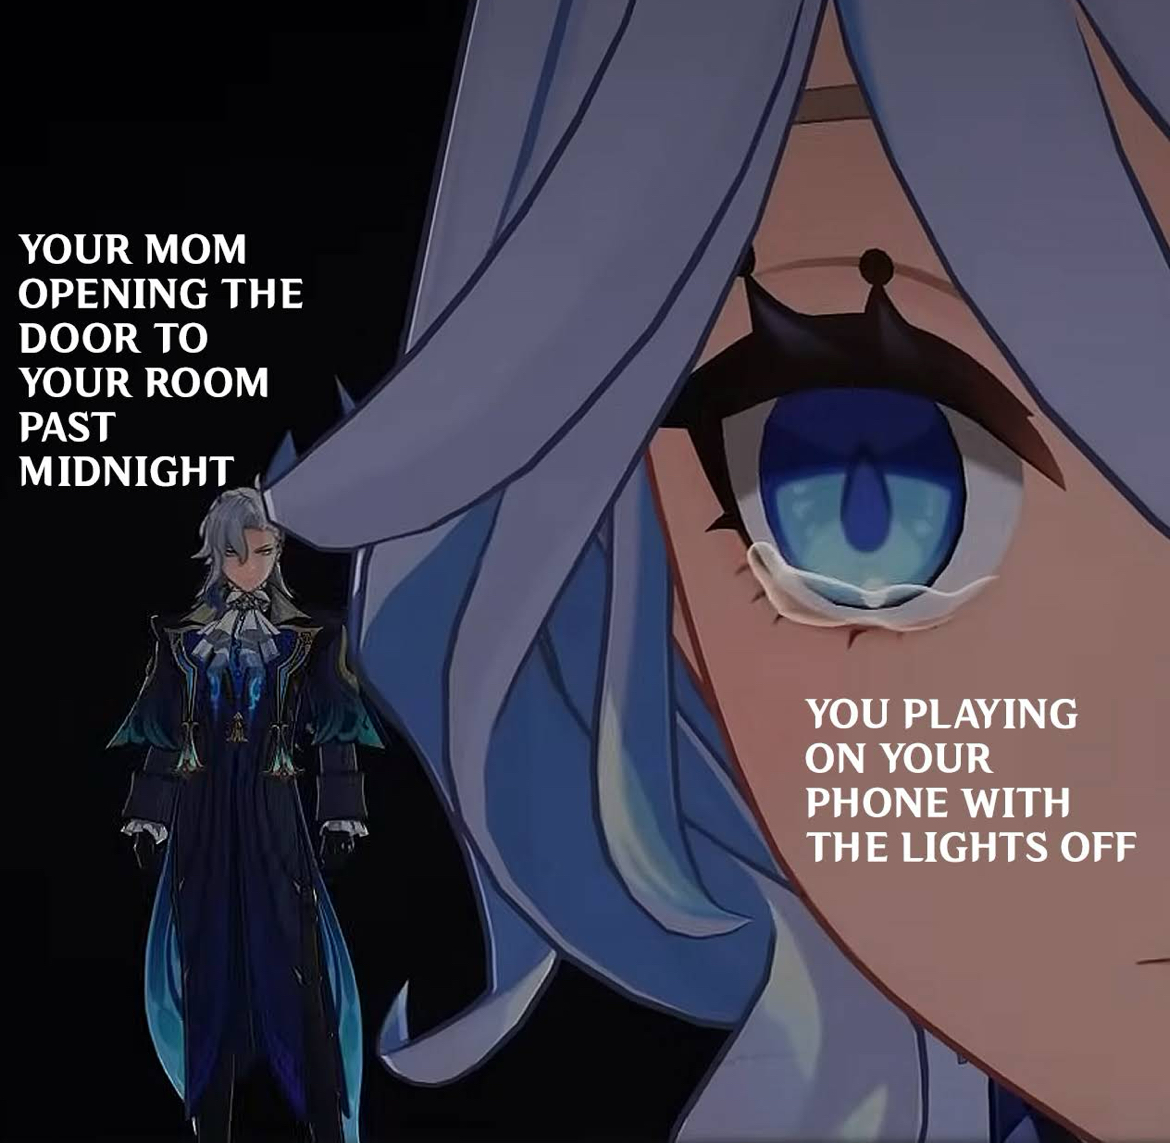 YOUR MOM
OPENING THE
DOOR TO
YOUR ROOM
PAST
MIDNIGHT
YOU PLAYING
ON YOUR
PHONE WITH
THE LIGHTS OFF